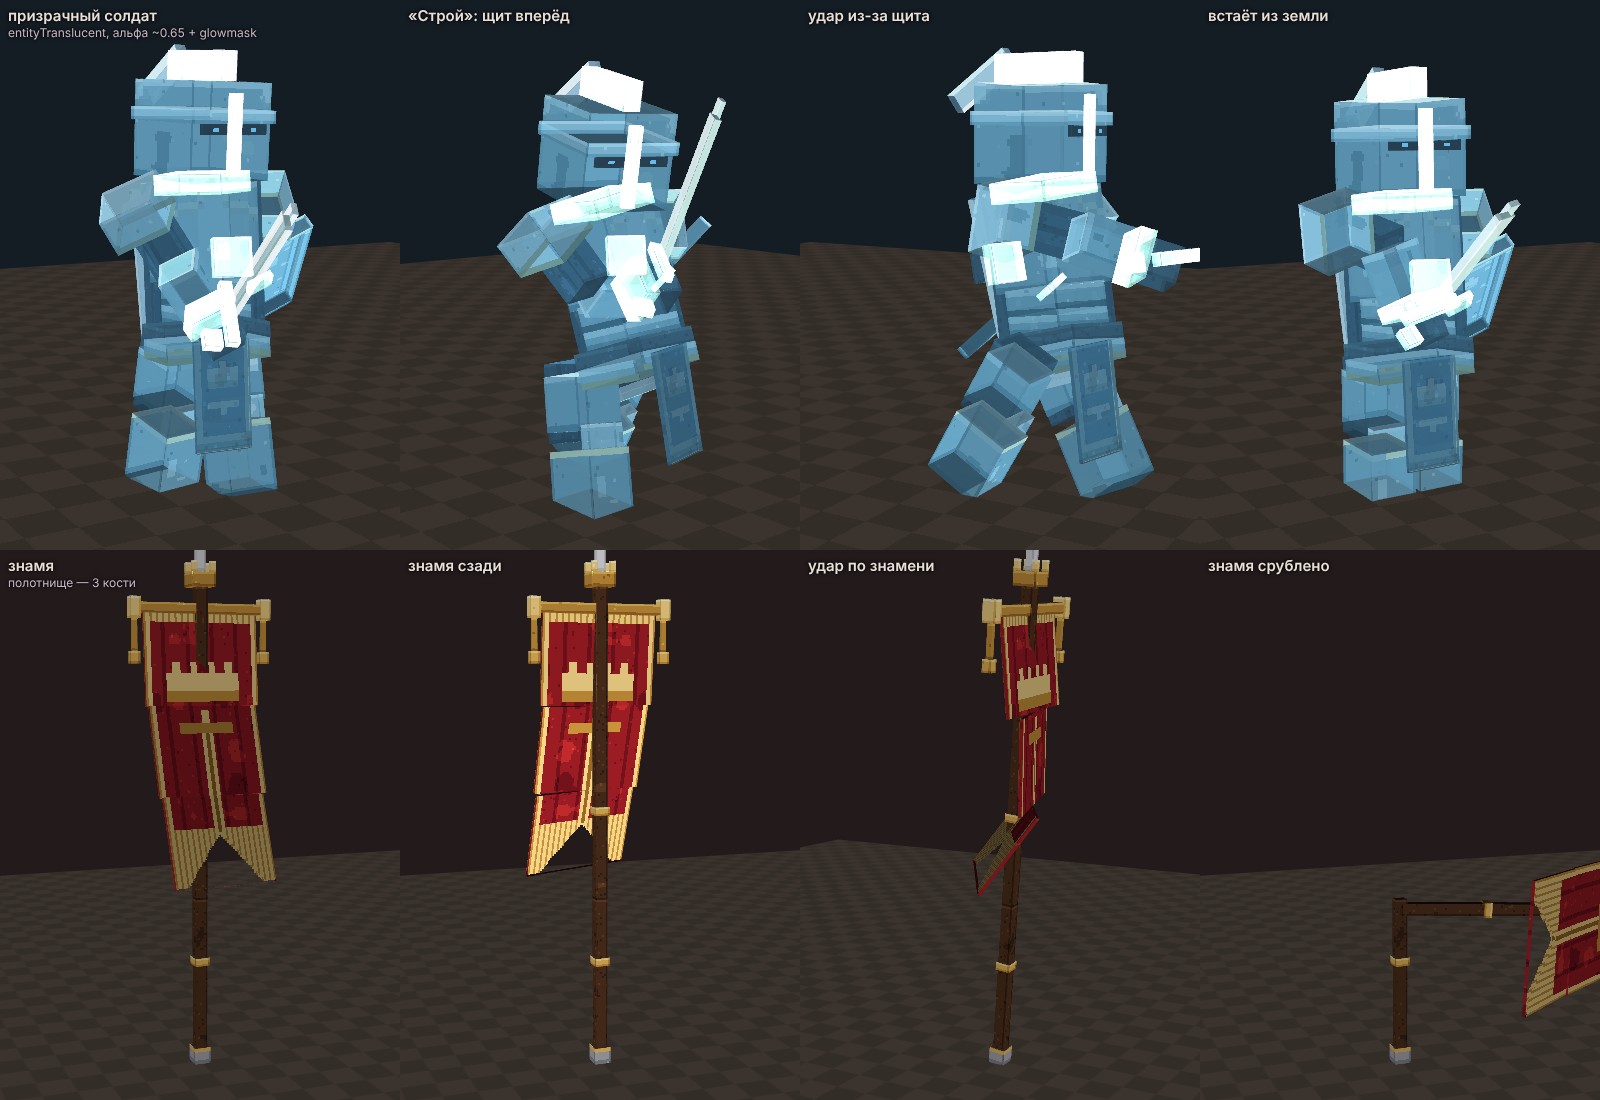 призрачный солдат
entityTranslucent, альфа ~0.65 + glowmask
«Строй»: щит вперёд
удар из-за щита
встаёт из земли
знамя
полотнище — 3 кости
знамя сзади
удар по знамени
знамя срублено